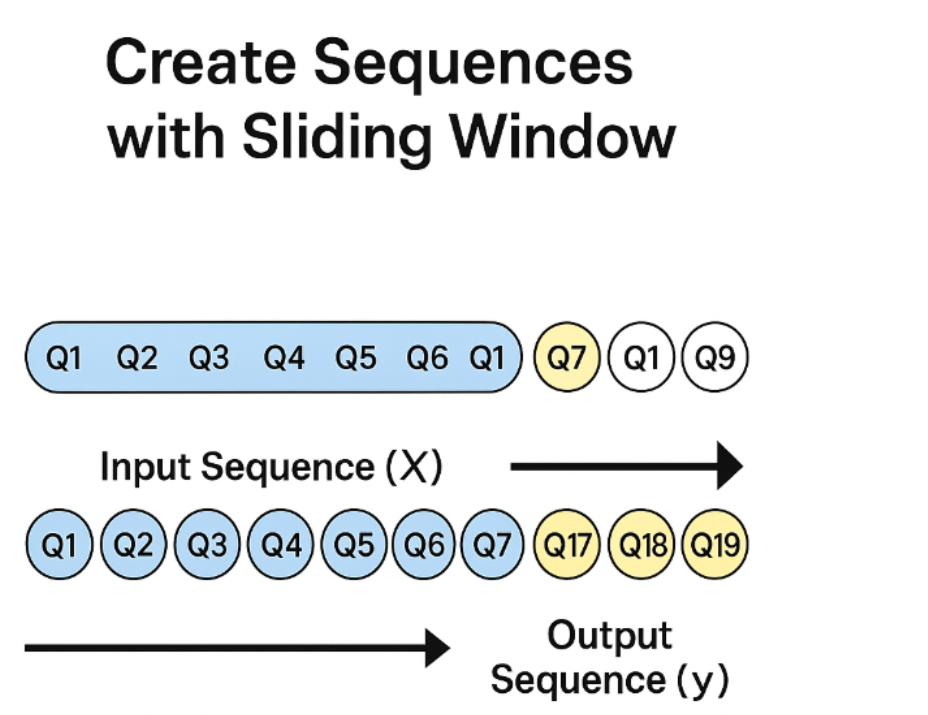 Create Sequences
with Sliding Window
Q1 Q2 Q3 Q4 Q5 Q6 Q1 Q7 Q1 Q9
Input Sequence (X)
Q1 Q2 Q3 Q4 Q5 Q6 Q7 Q17 Q18 Q19
Output
Sequence (y)